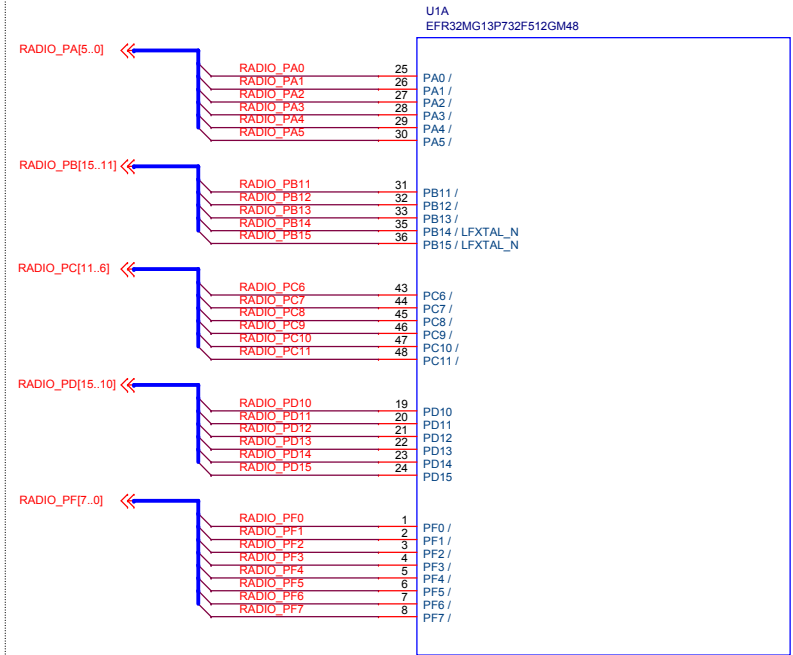 U1A
EFR32MG13P732F512GM48
RADIO_PA[5..0]
RADIO_PA0 25 PA0 /
RADIO_PA1 26 PA1 /
RADIO_PA2 27 PA2 /
RADIO_PA3 28 PA3 /
RADIO_PA4 29 PA4 /
RADIO_PA5 30 PA5 /
RADIO_PB[15..11]
RADIO_PB11 31 PB11 /
RADIO_PB12 32 PB12 /
RADIO_PB13 33 PB13 /
RADIO_PB14 35 PB14 / LFXTAL_N
RADIO_PB15 36 PB15 / LFXTAL_N
RADIO_PC[11..6]
RADIO_PC6 43 PC6 /
RADIO_PC7 44 PC7 /
RADIO_PC8 45 PC8 /
RADIO_PC9 46 PC9 /
RADIO_PC10 47 PC10 /
RADIO_PC11 48 PC11 /
RADIO_PD[15..10]
RADIO_PD10 19 PD10
RADIO_PD11 20 PD11
RADIO_PD12 21 PD12
RADIO_PD13 22 PD13
RADIO_PD14 23 PD14
RADIO_PD15 24 PD15
RADIO_PF[7..0]
RADIO_PF0 1 PF0 /
RADIO_PF1 2 PF1 /
RADIO_PF2 3 PF2 /
RADIO_PF3 4 PF3 /
RADIO_PF4 5 PF4 /
RADIO_PF5 6 PF5 /
RADIO_PF6 7 PF6 /
RADIO_PF7 8 PF7 /